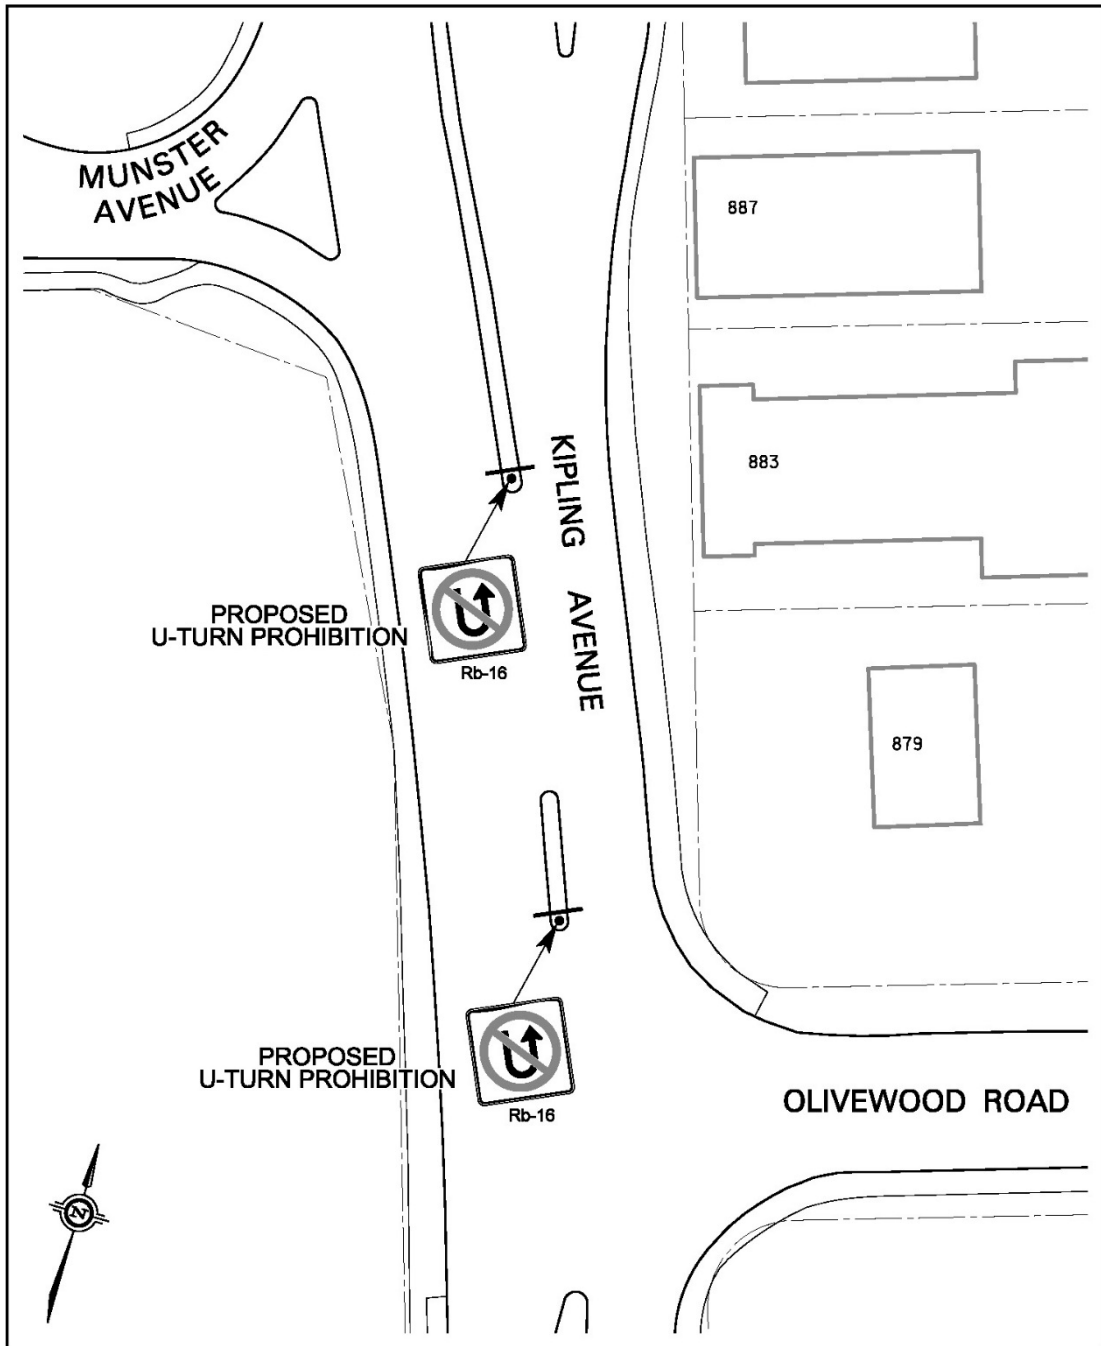 MUNSTER
AVENUE
887
883
KIPLING AVENUE
PROPOSED
U-TURN PROHIBITION
Rb-16
879
PROPOSED
U-TURN PROHIBITION
Rb-16
OLIVEWOOD ROAD
N